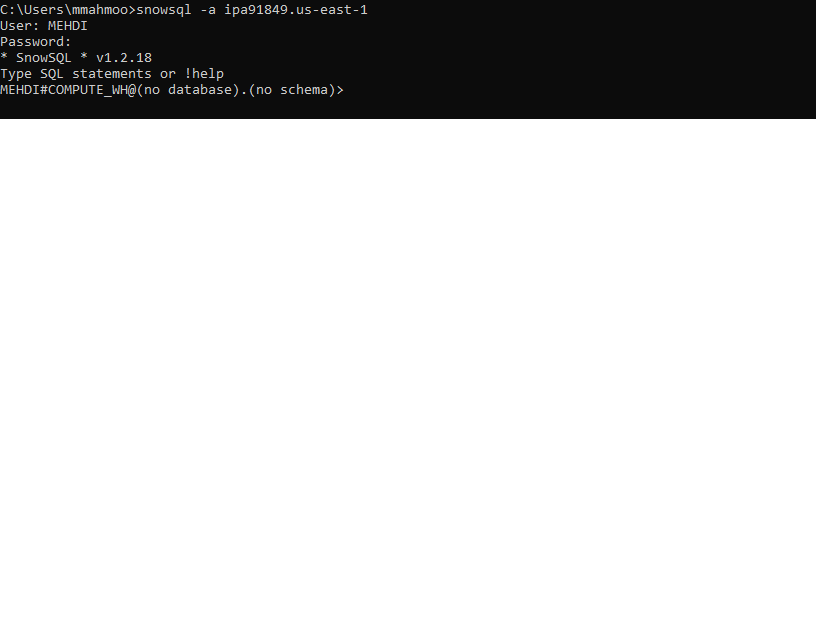 C:\Users\mmahmoo>snowsql -a ipa91849.us-east-1
User: MEHDI
Password:
* SnowSQL * v1.2.18
Type SQL statements or !help
MEHDI#COMPUTE_WH@(no database).(no schema)>